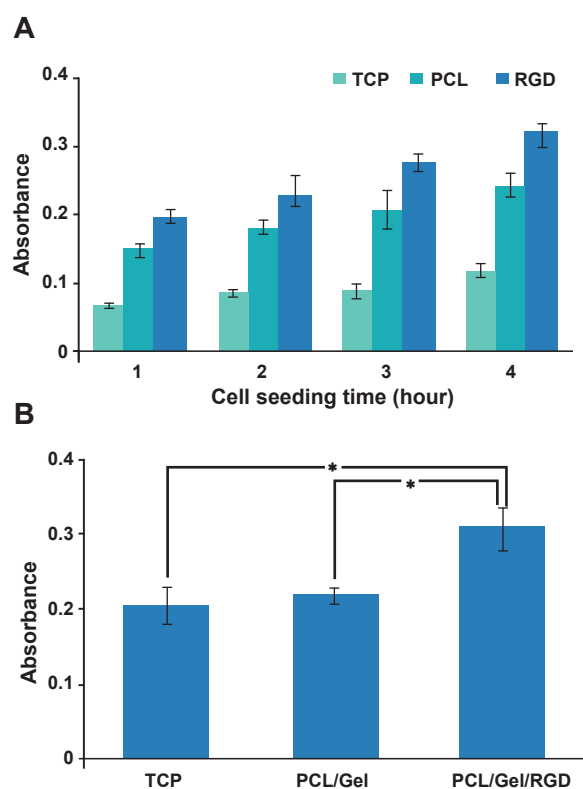 A
0.4
TCP PCL RGD
0.3
0.2
0.1
0
1 2 3 4
Cell seeding time (hour)
Absorbance
B
0.4
*
*
0.3
0.2
0.1
0
TCP PCL/Gel PCL/Gel/RGD
Absorbance